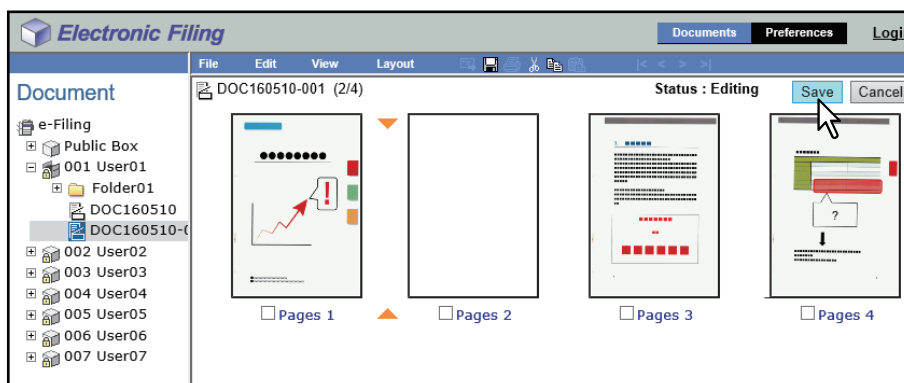 Electronic Filing
Documents Preferences Logi
File Edit View Layout
Document
DOC160510-001 (2/4) Status : Editing Save Cancel
e-Filing
Public Box
001 User01
Folder01
DOC160510
DOC160510-0
002 User02
003 User03
004 User04
005 User05
006 User06
007 User07
!
?
Pages 1 Pages 2 Pages 3 Pages 4